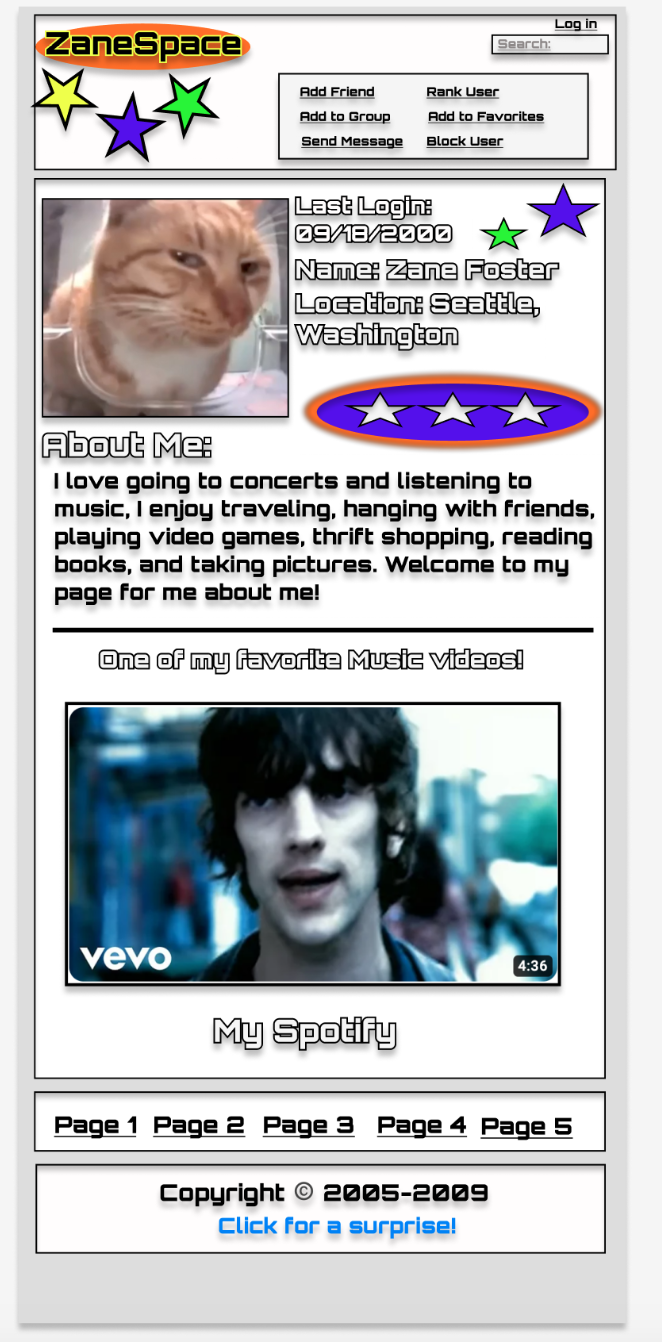 Log in
ZaneSpace
Search:
Add Friend
Rank User
Add to Group
Add to Favorites
Send Message
Block User
Last Login:
09/18/2000
Name: Zane Foster
Location: Seattle,
Washington
About Me:
I love going to concerts and listening to
music, I enjoy traveling, hanging with friends,
playing video games, thrift shopping, reading
books, and taking pictures. Welcome to my
page for me about me!
One of my favorite Music videos!
vevo
4:36
My Spotify
Page 1 Page 2 Page 3 Page 4 Page 5
Copyright © 2005-2009
Click for a surprise!